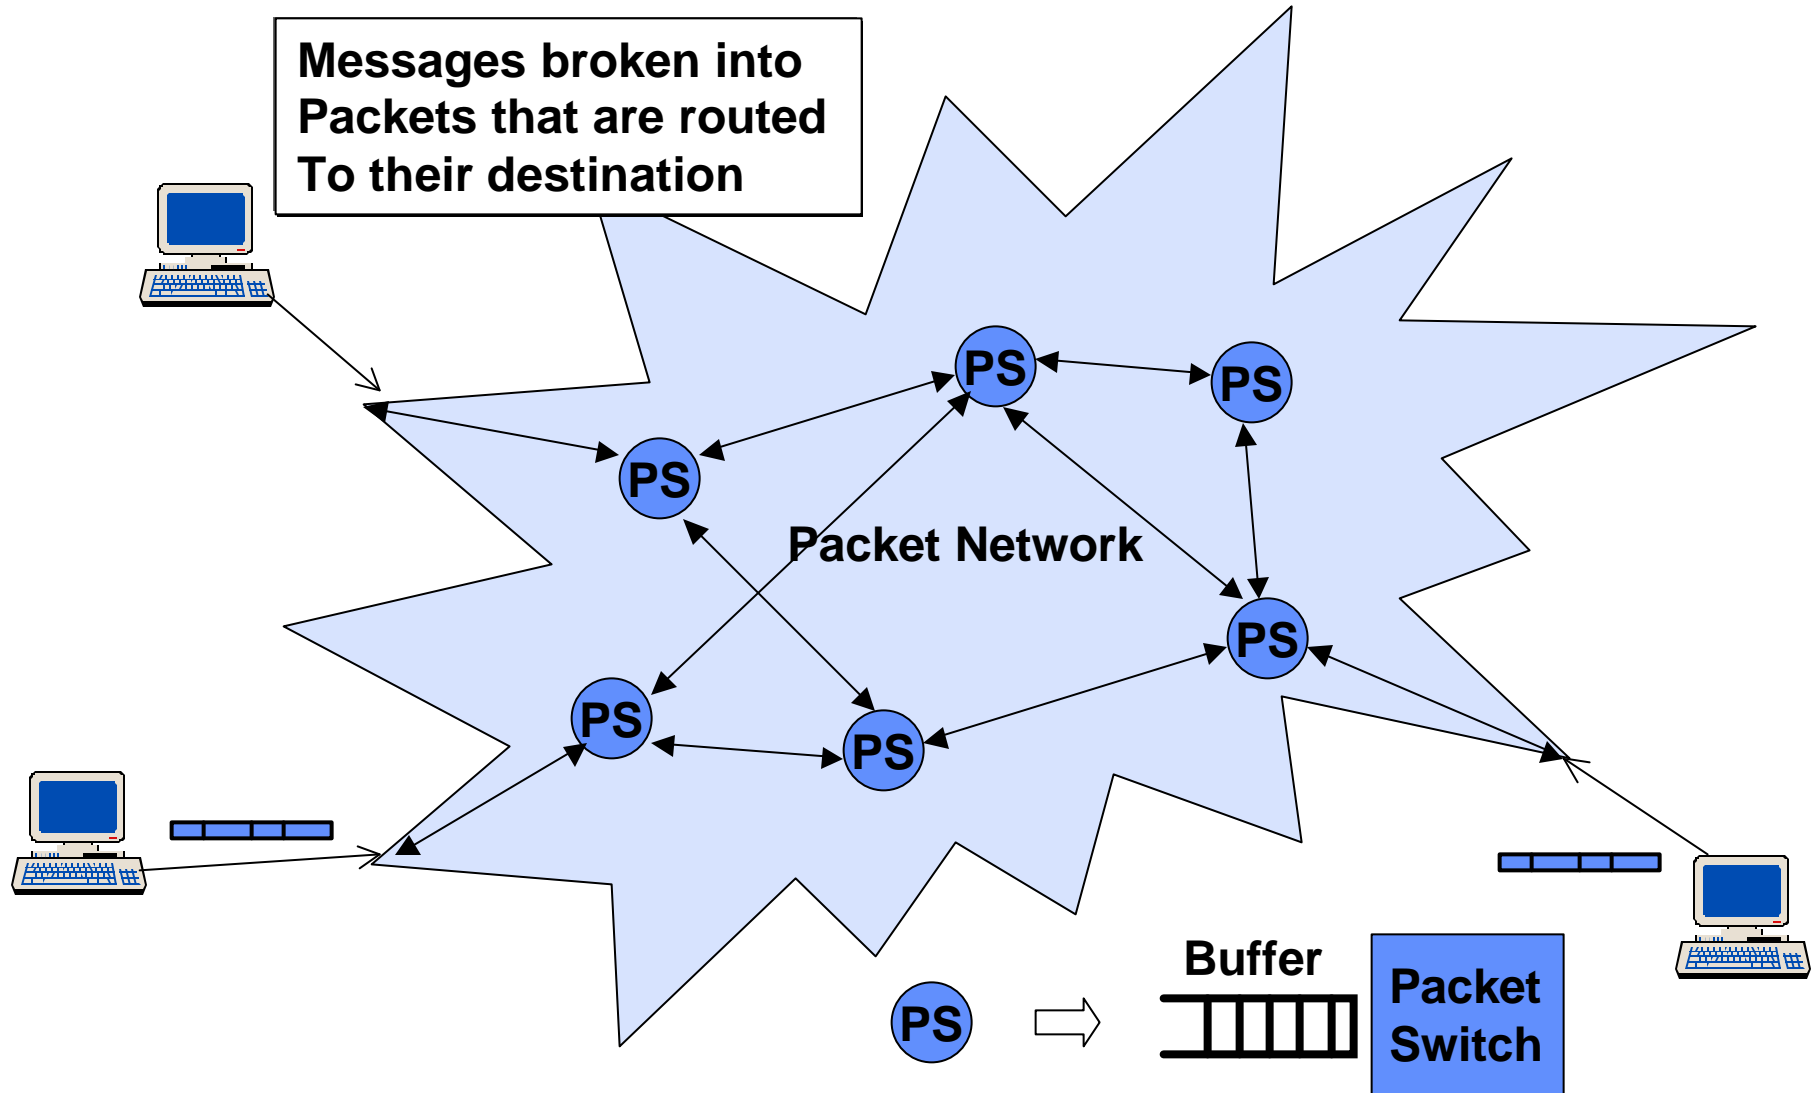 Messages broken into
Packets that are routed
To their destination
PS
PS
PS
Packet Network
PS
PS
PS
Buffer
PS
Packet
Switch